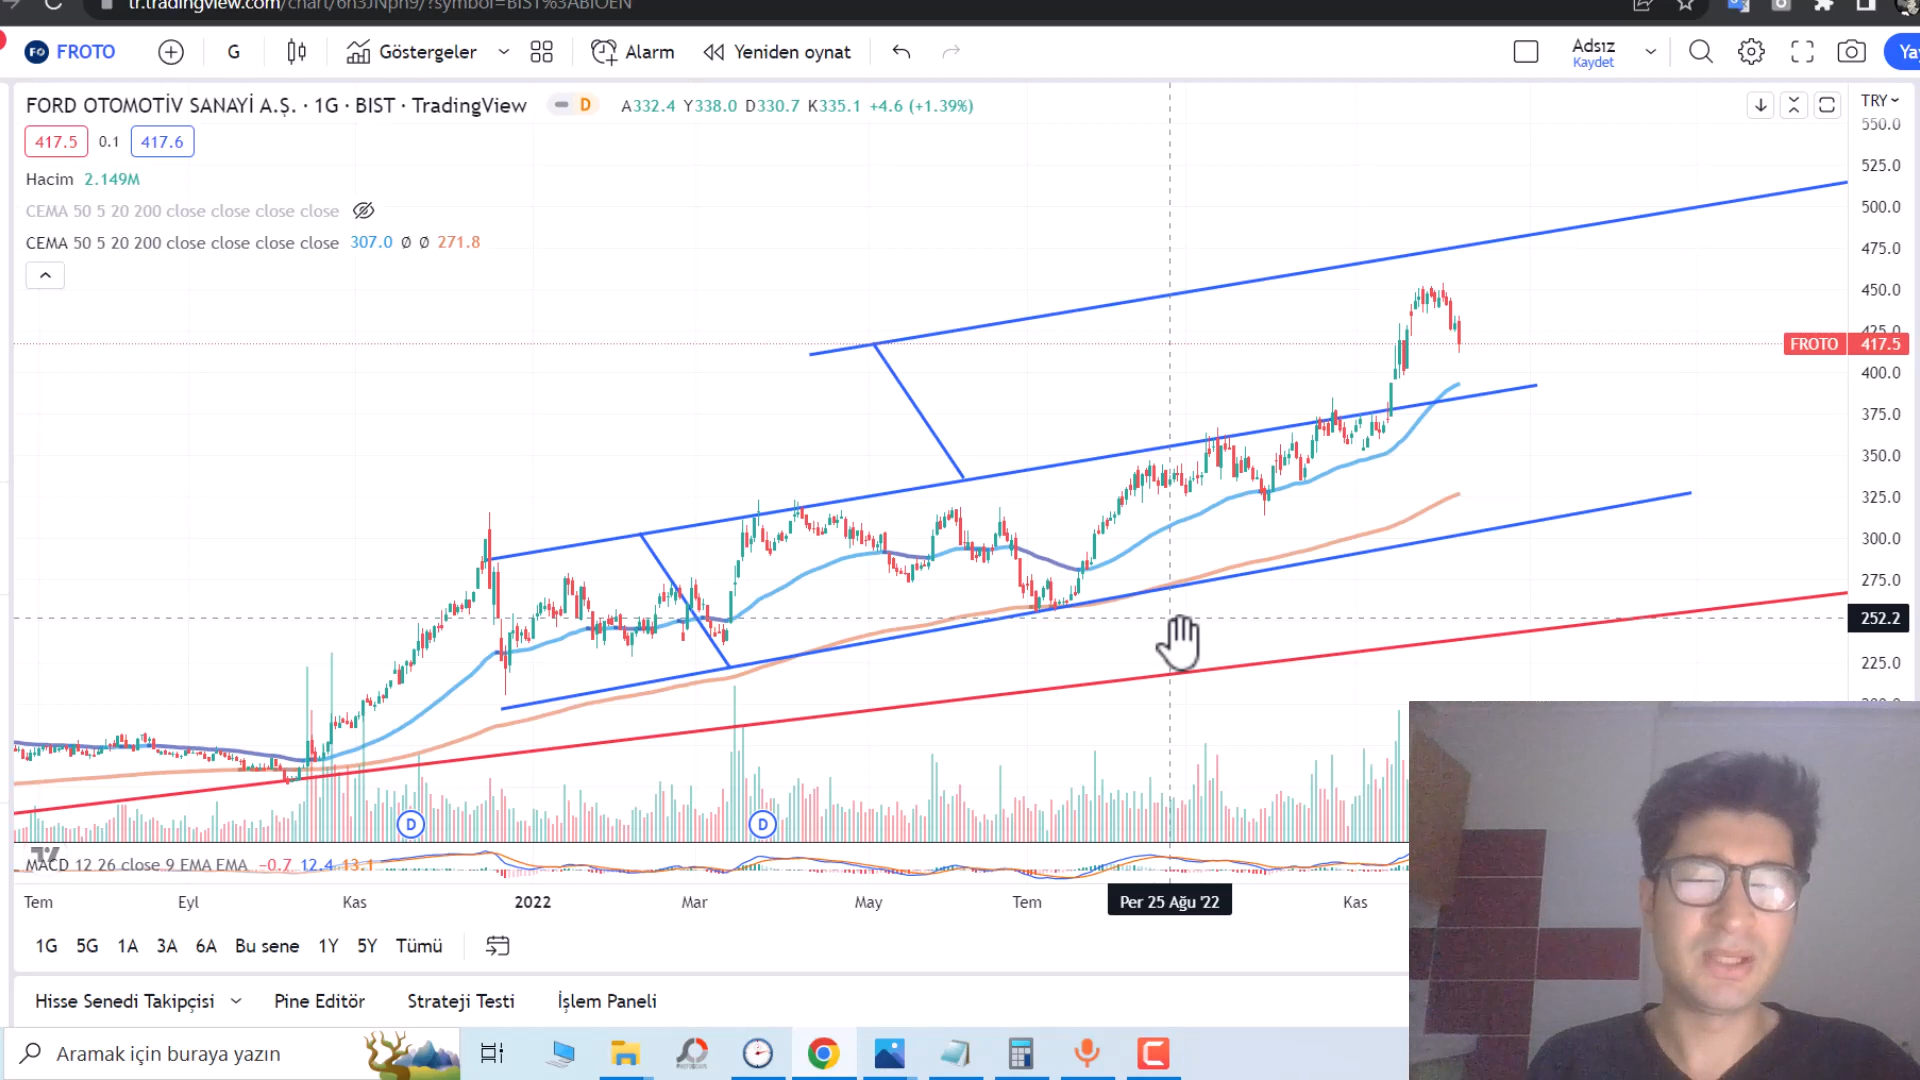 tr.tradingview.com/chart/6h3JNph9/?symbol=BIST%3ABIOEN
FROTO
G
Göstergeler
Alarm
Yeniden oynat
Adsız
Kaydet
FORD OTOMOTİV SANAYİ A.Ş. · 1G · BIST · TradingView
D
A332.4 Y338.0 D330.7 K335.1 +4.6 (+1.39%)
TRY
417.5 0.1 417.6
Hacim 2.149M
CEMA 50 5 20 200 close close close close
CEMA 50 5 20 200 close close close close 307.0 Ø Ø 271.8
550.0
525.0
500.0
475.0
450.0
425.0
FROTO 417.5
400.0
375.0
350.0
325.0
300.0
275.0
252.2
225.0
D
D
MACD 12 26 close 9 EMA EMA −0.7 12.4 13.1
Tem Eyl Kas 2022 Mar May Tem Per 25 Ağu '22 Kas
1G 5G 1A 3A 6A Bu sene 1Y 5Y Tümü
Hisse Senedi Takipçisi Pine Editör Strateji Testi İşlem Paneli
Aramak için buraya yazın